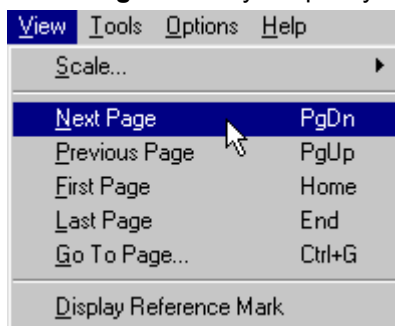 View Tools Options Help
Scale...
Next Page PgDn
Previous Page PgUp
First Page Home
Last Page End
Go To Page... Ctrl+G
Display Reference Mark